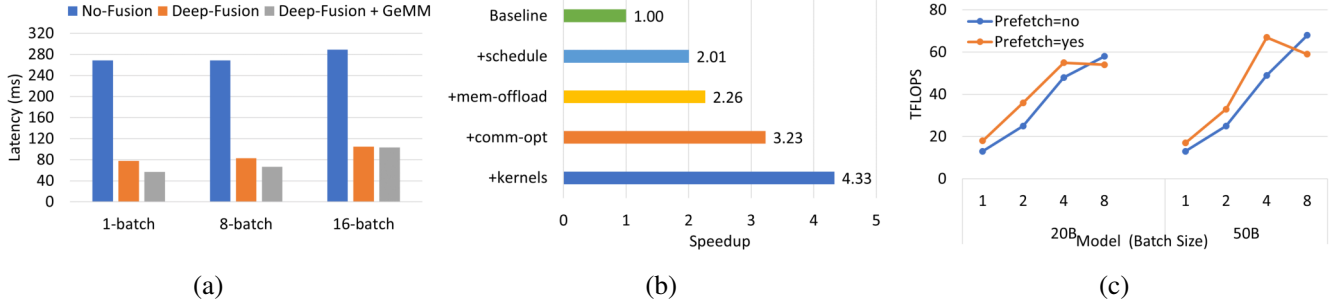 No-Fusion Deep-Fusion Deep-Fusion + GeMM
Latency (ms)
320
280
240
200
160
120
80
40
0
1-batch 8-batch 16-batch
(a)
Baseline 1.00
+schedule 2.01
+mem-offload 2.26
+comm-opt 3.23
+kernels 4.33
0 1 2 3 4 5
Speedup
(b)
Prefetch=no
Prefetch=yes
TFLOPS
80
60
40
20
0
1 2 4 8 1 2 4 8
20B 50B
Model (Batch Size)
(c)